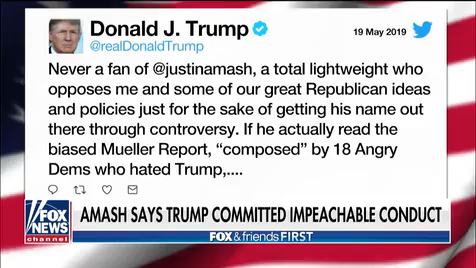 Donald J. Trump
@realDonaldTrump
19 May 2019
Never a fan of @justinamash, a total lightweight who
opposes me and some of our great Republican ideas
and policies just for the sake of getting his name out
there through controversy. If he actually read the
biased Mueller Report, “composed” by 18 Angry
Dems who hated Trump,....
FOX
NEWS
channel
AMASH SAYS TRUMP COMMITTED IMPEACHABLE CONDUCT
FOX&friends FIRST